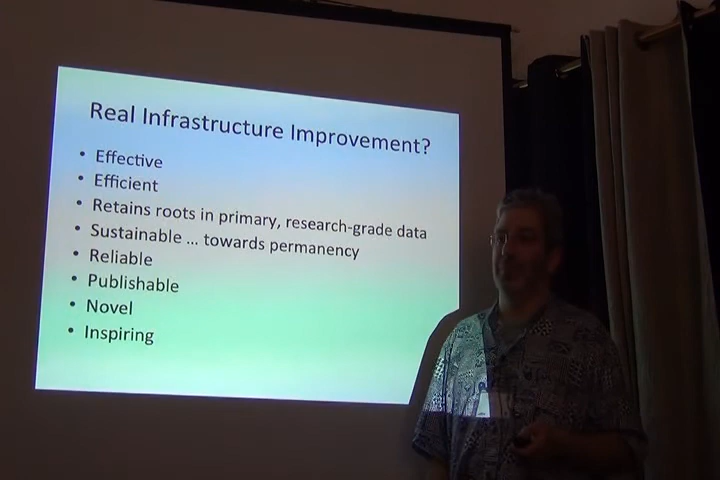 Real Infrastructure Improvement?
• Effective
• Efficient
• Retains roots in primary, research-grade data
• Sustainable ... towards permanency
• Reliable
• Publishable
• Novel
• Inspiring